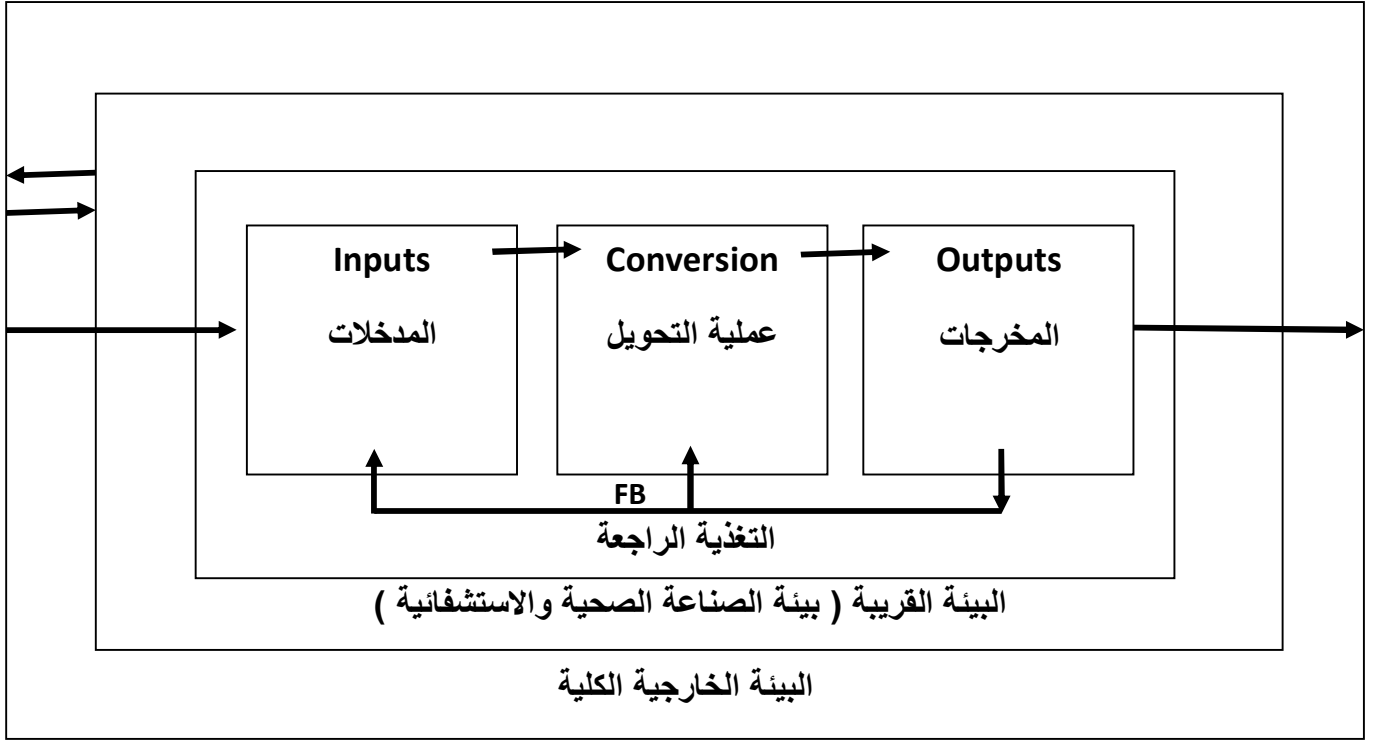 Inputs
Conversion
Outputs
المدخلات
عملية التحويل
المخرجات
FB
التغذية الراجعة
البيئة القريبة ( بيئة الصناعة الصحية والاستشفائية )
البيئة الخارجية الكلية